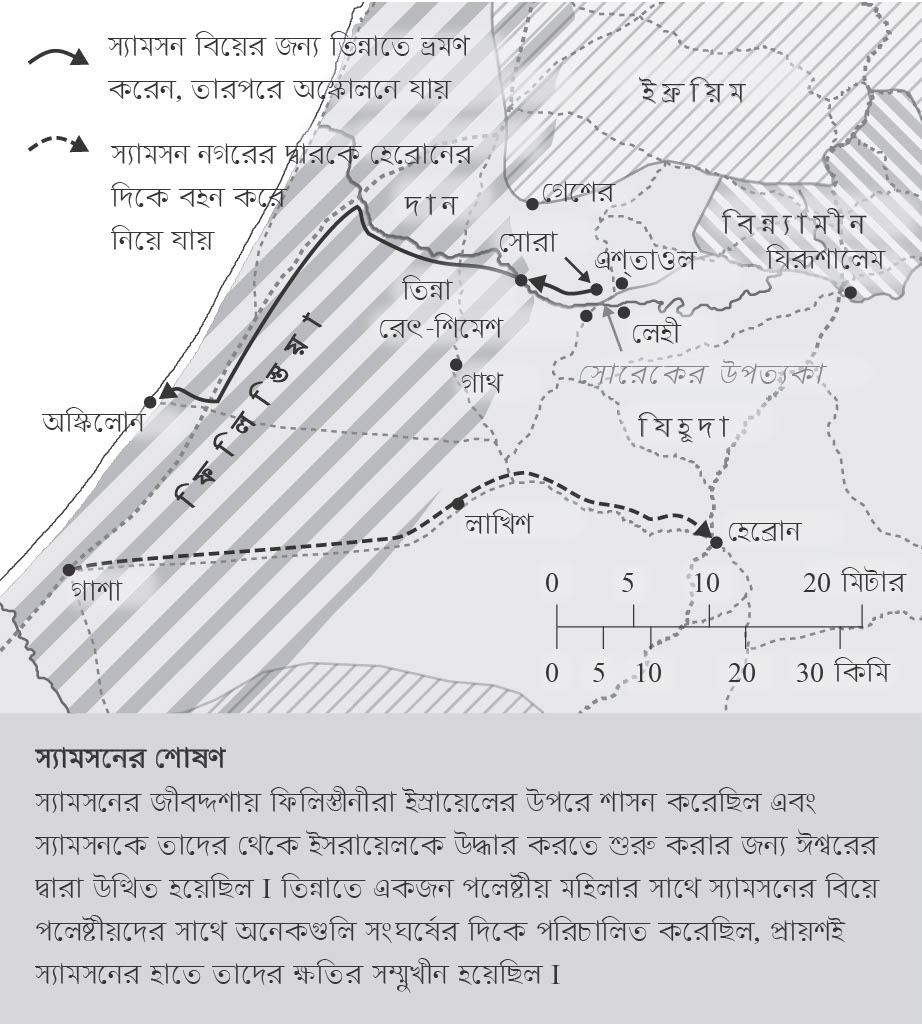 স্যামসন বিয়ের জন্য তিন্নাতে ভ্রমণ
করেন, তারপরে অস্কোলনে যায়
স্যামসন নগরের দ্বারকে হেব্রোনের
দিকে বহন করে
নিয়ে যায়
ইফ্রয়িম
দান
গেশের
বিন্ন্যামীন
সোরা
এশ্তাওল
যিরূশালেম
তিন্না
রেৎ-শিমেশ
লেহী
গাথ
সোরেকের উপত্যকা
অস্কিলোন
যিহূদা
ফিলিস্তিয়া
লাখিশ
হেব্রোন
গাশা
0 5 10 20 মিটার
0 5 10 20 30 কিমি
স্যামসনের শোষণ
স্যামসনের জীবদ্দশায় ফিলিস্তীনীরা ইস্রায়েলের উপরে শাসন করেছিল এবং
স্যামসনকে তাদের থেকে ইসরায়েলকে উদ্ধার করতে শুরু করার জন্য ঈশ্বরের
দ্বারা উত্থিত হয়েছিল I তিন্নাতে একজন পলেষ্টীয় মহিলার সাথে স্যামসনের বিয়ে
পলেষ্টীয়দের সাথে অনেকগুলি সংঘর্ষের দিকে পরিচালিত করেছিল, প্রায়শই
স্যামসনের হাতে তাদের ক্ষতির সম্মুখীন হয়েছিল I